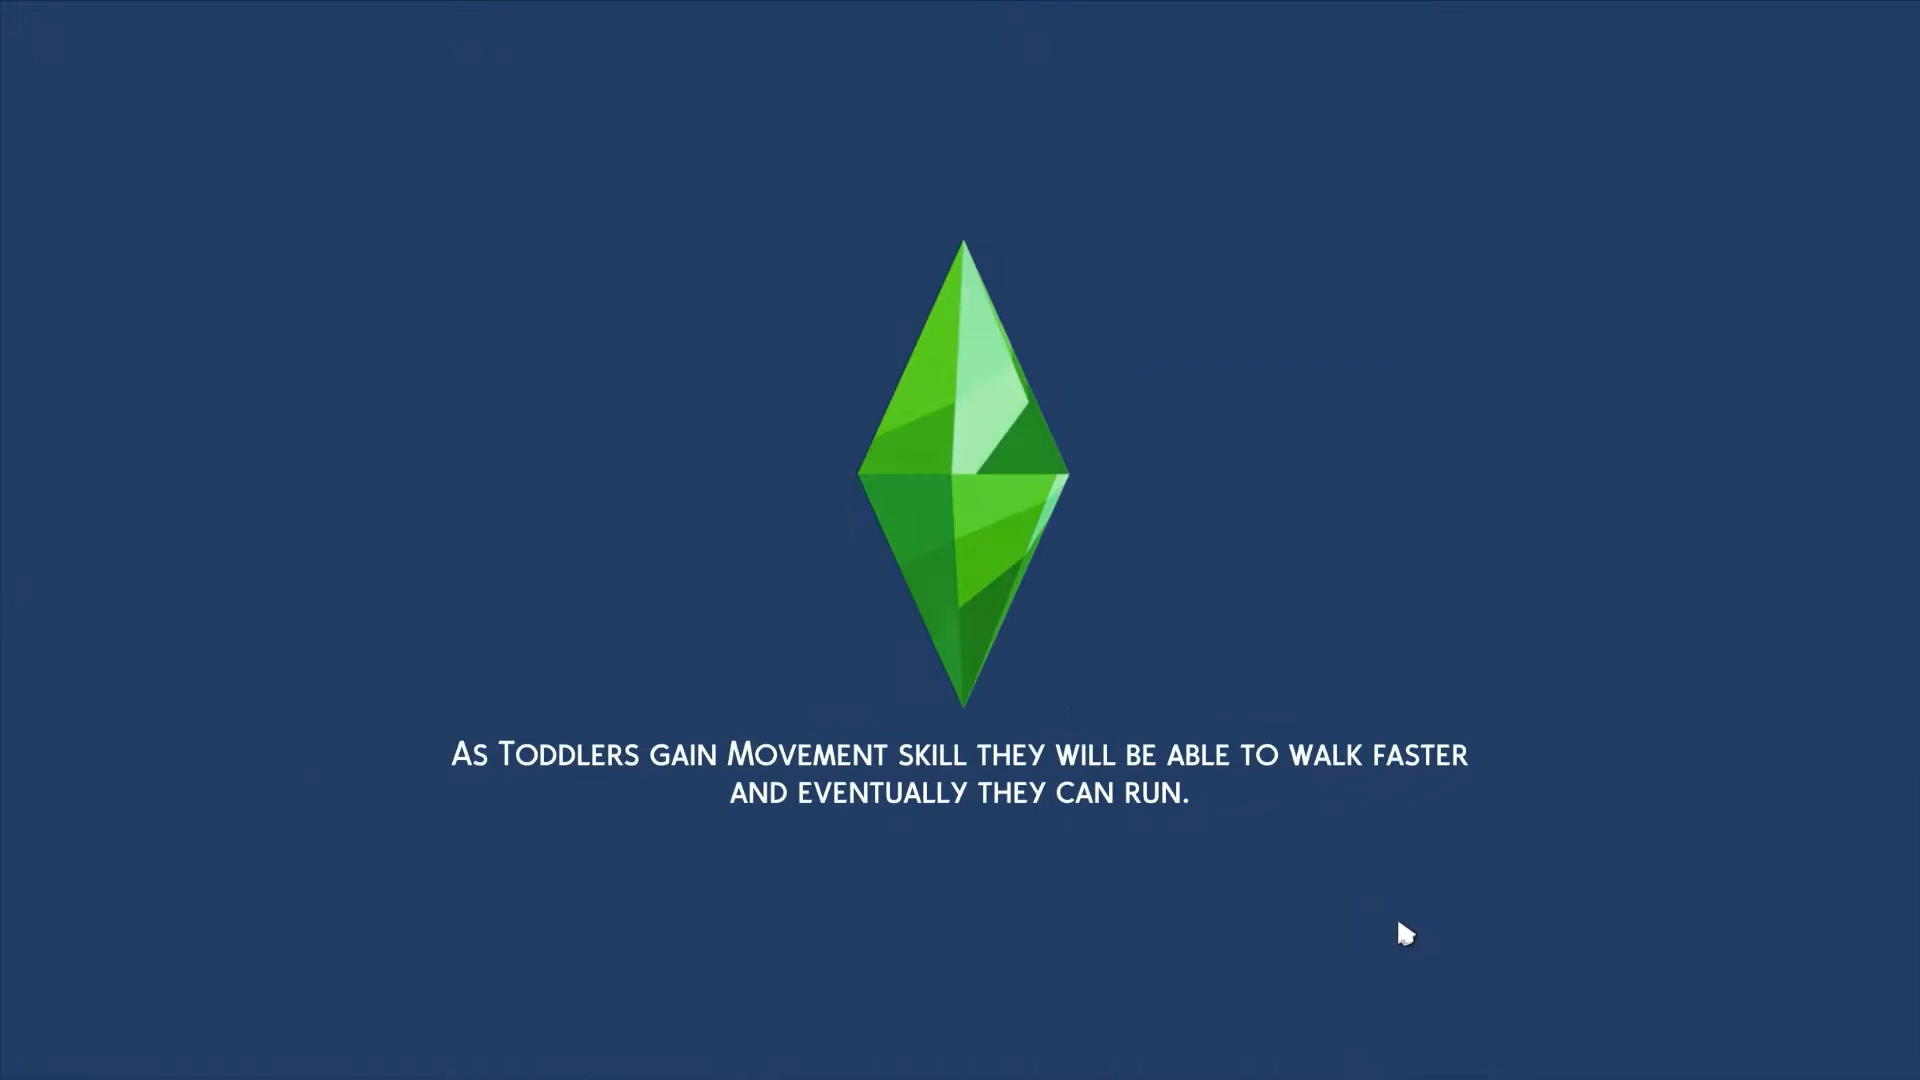 As Toddlers gain Movement skill they will be able to walk faster
and eventually they can run.